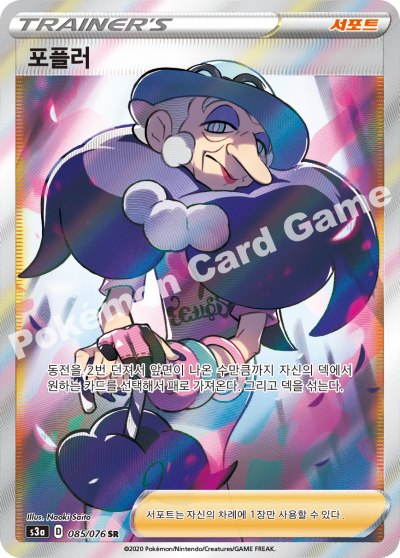 TRAINER'S
서포트
포플러
Pokémon Card Game
동전을 2번 던져서 앞면이 나온 수만큼까지 자신의 덱에서
원하는 카드를 선택해서 패로 가져온다. 그리고 덱을 섞는다.
Illus. Naoki Saito
s3a D 085/076 SR
서포트는 자신의 차례에 1장만 사용할 수 있다.
©2020 Pokémon/Nintendo/Creatures/GAME FREAK.